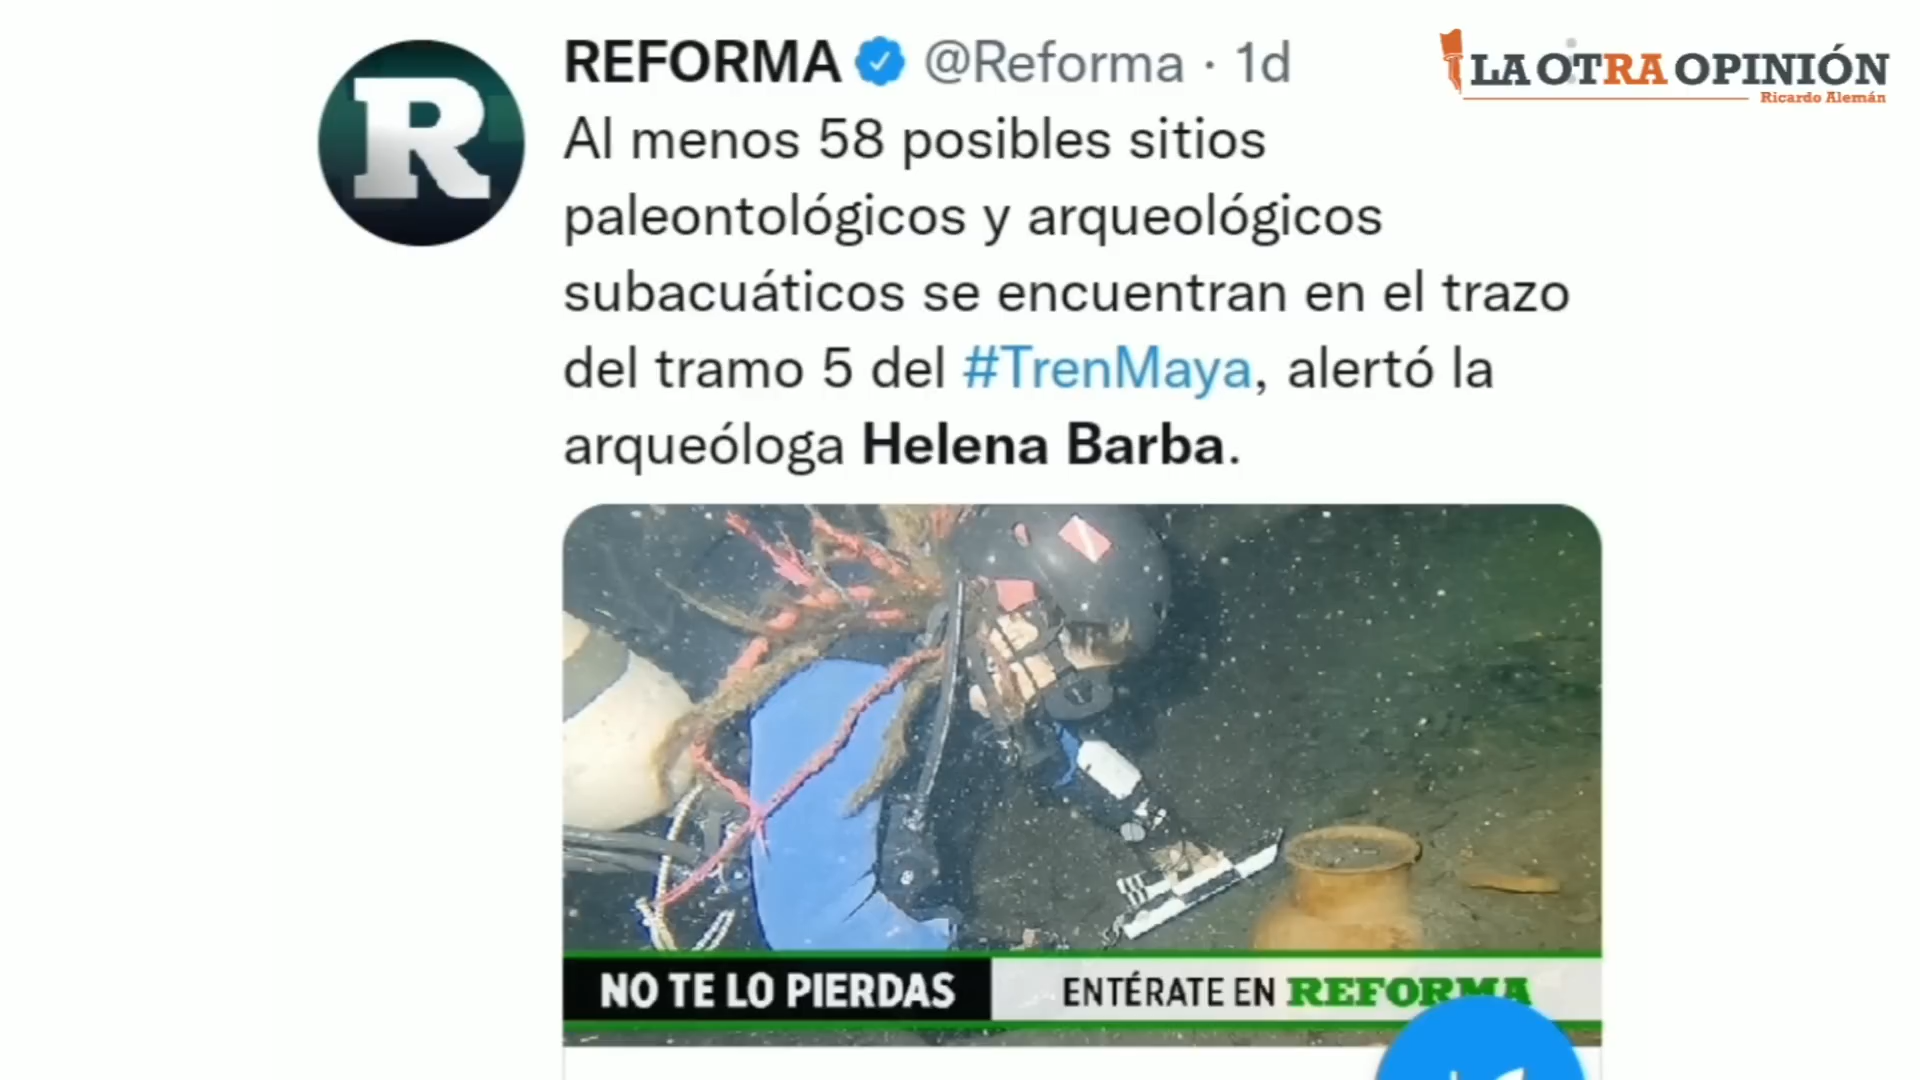 REFORMA @Reforma · 1d
LA OTRA OPINIÓN
Ricardo Alemán
R
Al menos 58 posibles sitios
paleontológicos y arqueológicos
subacuáticos se encuentran en el trazo
del tramo 5 del #TrenMaya, alertó la
arqueóloga Helena Barba.
NO TE LO PIERDAS
ENTÉRATE EN REFORMA